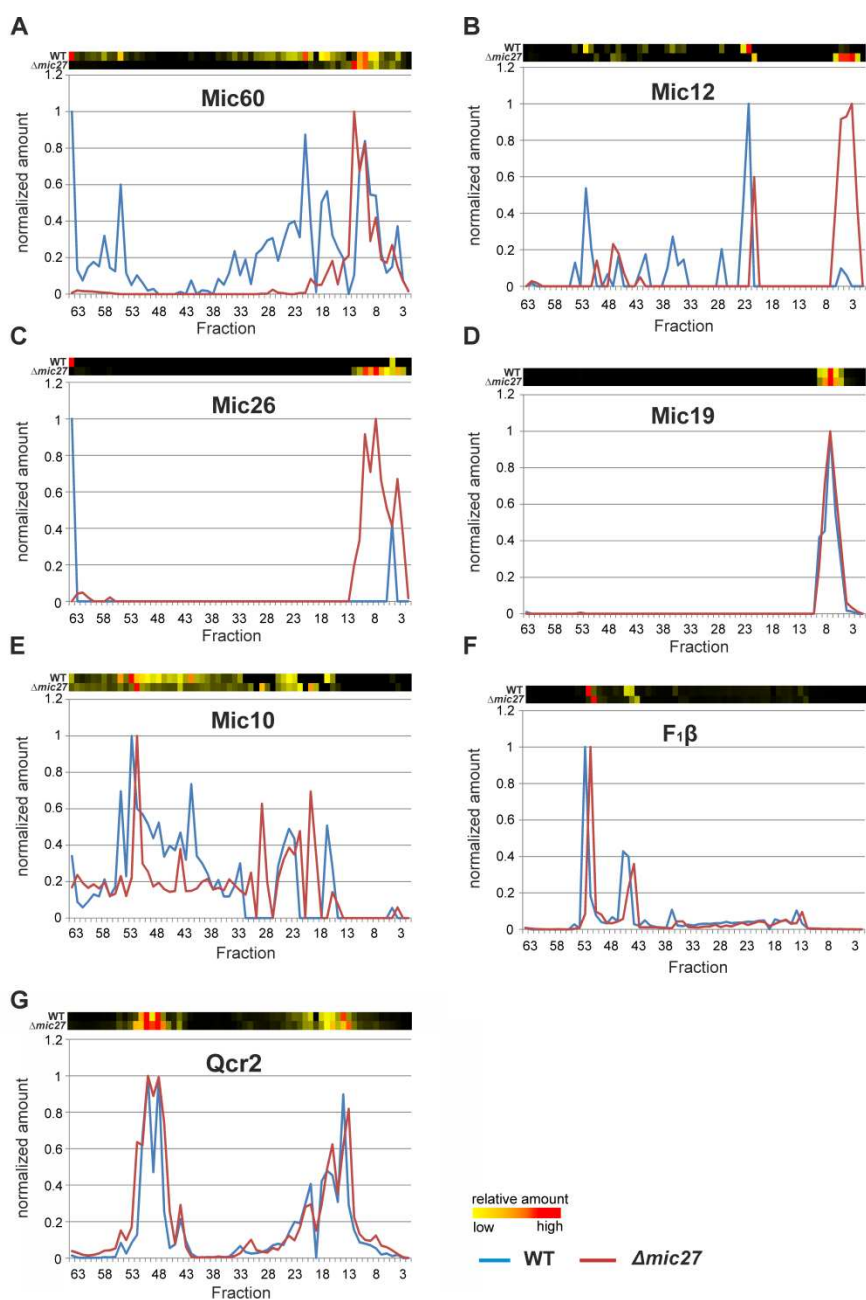 A
WT
Δmic27
Mic60
normalized amount
1.2
1
0.8
0.6
0.4
0.2
0
63 58 53 48 43 38 33 28 23 18 13 8 3
Fraction
B
WT
Δmic27
Mic12
normalized amount
1.2
1
0.8
0.6
0.4
0.2
0
63 58 53 48 43 38 33 28 23 18 13 8 3
Fraction
C
WT
Δmic27
Mic26
normalized amount
1.2
1
0.8
0.6
0.4
0.2
0
63 58 53 48 43 38 33 28 23 18 13 8 3
Fraction
D
WT
Δmic27
Mic19
normalized amount
1.2
1
0.8
0.6
0.4
0.2
0
63 58 53 48 43 38 33 28 23 18 13 8 3
Fraction
E
WT
Δmic27
Mic10
normalized amount
1.2
1
0.8
0.6
0.4
0.2
0
63 58 53 48 43 38 33 28 23 18 13 8 3
Fraction
F
WT
Δmic27
F₁β
normalized amount
1.2
1
0.8
0.6
0.4
0.2
0
63 58 53 48 43 38 33 28 23 18 13 8 3
Fraction
G
WT
Δmic27
Qcr2
normalized amount
1.2
1
0.8
0.6
0.4
0.2
0
63 58 53 48 43 38 33 28 23 18 13 8 3
Fraction
relative amount
low high
WT Δmic27